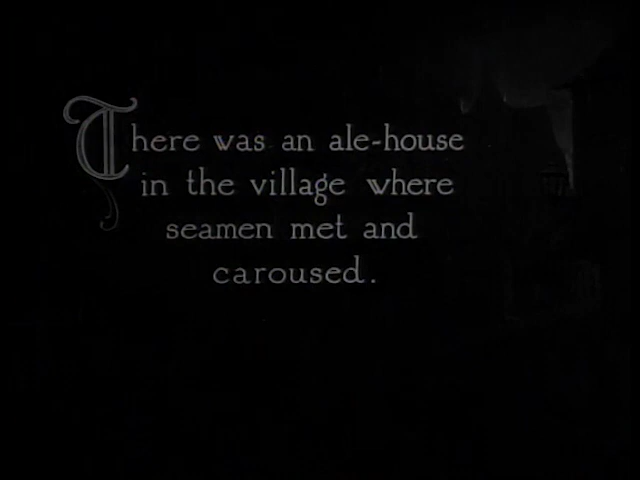 There was an ale-house
in the village where
seamen met and
caroused.